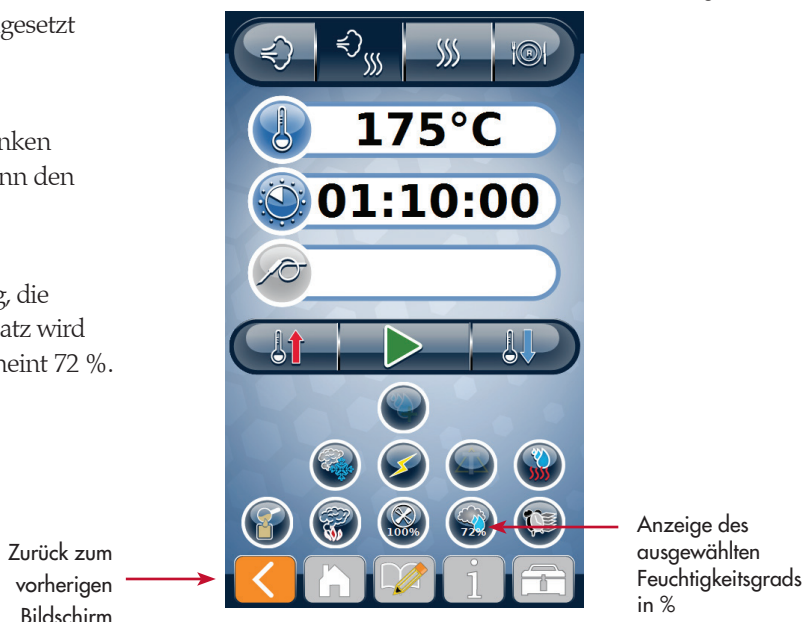 gesetzt
nken
nn den
g, die
atz wird
neint 72 %.
175°C
01:10:00
100%
72%
Zurück zum
vorherigen
Bildschirm
Anzeige des
ausgewählten
Feuchtigkeitsgrads
in %